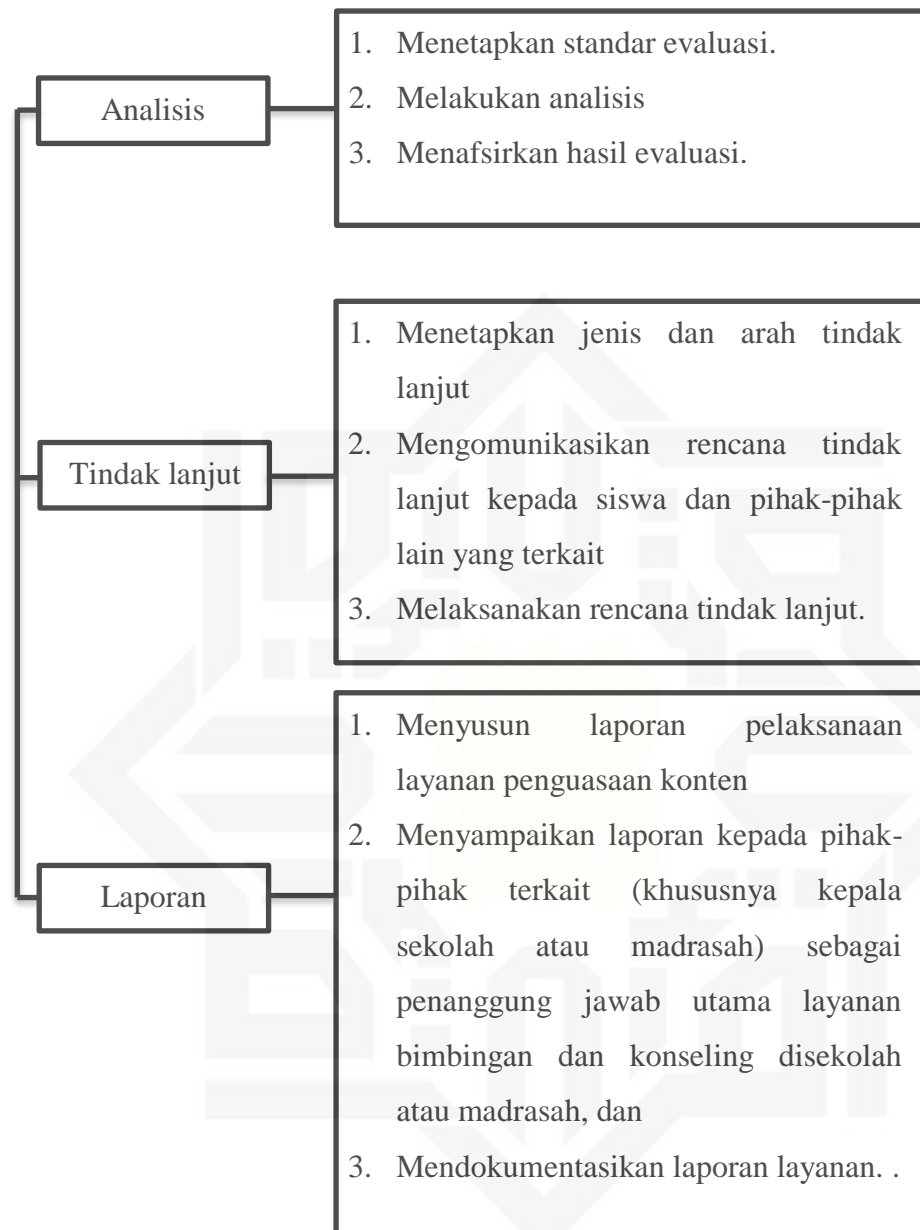 Analisis
1. Menetapkan standar evaluasi.
2. Melakukan analisis
3. Menafsirkan hasil evaluasi.
Tindak lanjut
1. Menetapkan jenis dan arah tindak
lanjut
2. Mengomunikasikan rencana tindak
lanjut kepada siswa dan pihak-pihak
lain yang terkait
3. Melaksanakan rencana tindak lanjut.
Laporan
1. Menyusun laporan pelaksanaan
layanan penguasaan konten
2. Menyampaikan laporan kepada pihak-
pihak terkait (khususnya kepala
sekolah atau madrasah) sebagai
penanggung jawab utama layanan
bimbingan dan konseling disekolah
atau madrasah, dan
3. Mendokumentasikan laporan layanan. .